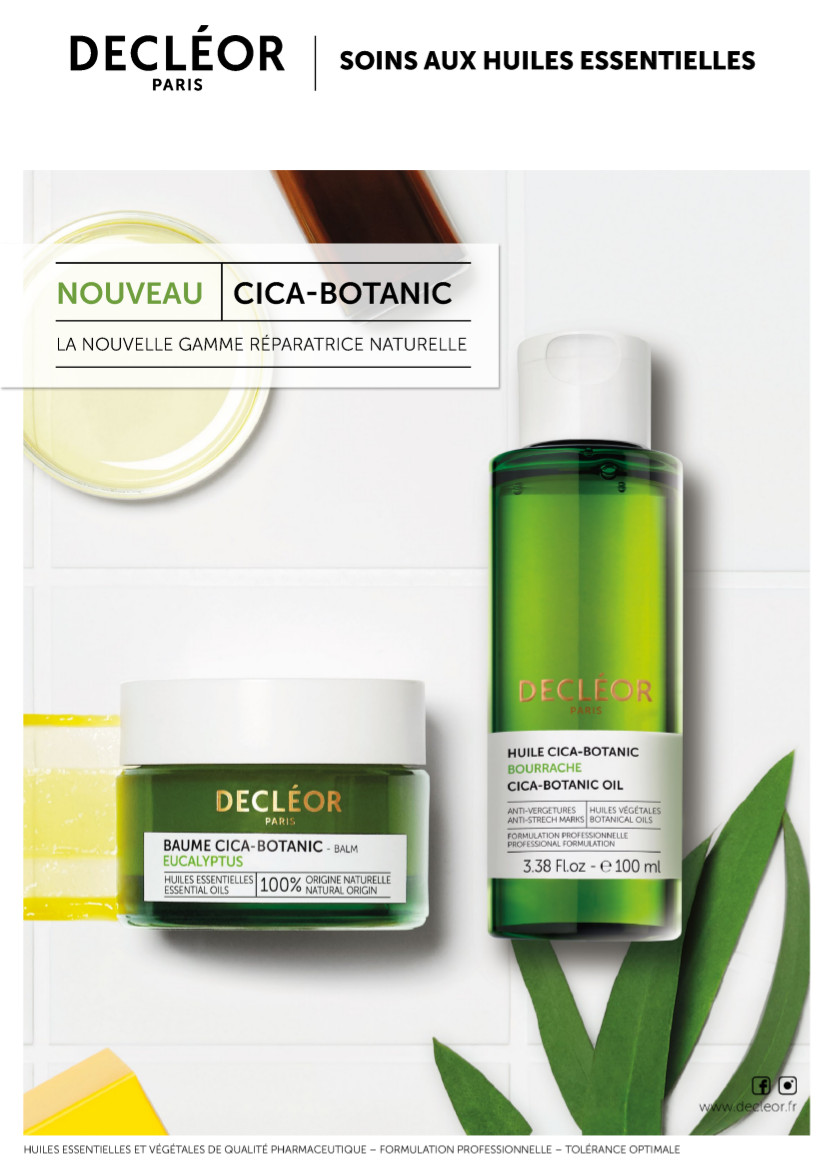 DECLÉOR
PARIS
SOINS AUX HUILES ESSENTIELLES
NOUVEAU
CICA-BOTANIC
LA NOUVELLE GAMME RÉPARATRICE NATURELLE
DECLÉOR
PARIS
HUILE CICA-BOTANIC
BOURRACHE
CICA-BOTANIC OIL
ANTI-VERGETURES
ANTI-STRECH MARKS
HUILES VÉGÉTALES
BOTANICAL OILS
FORMULATION PROFESSIONNELLE
PROFESSIONAL FORMULATION
3.38 Fl.oz - ℮ 100 ml
DECLÉOR
PARIS
BAUME CICA-BOTANIC - BALM
EUCALYPTUS
HUILES ESSENTIELLES
ESSENTIAL OILS
100% ORIGINE NATURELLE
NATURAL ORIGIN
www.decleor.fr
HUILES ESSENTIELLES ET VÉGÉTALES DE QUALITÉ PHARMACEUTIQUE – FORMULATION PROFESSIONNELLE – TOLÉRANCE OPTIMALE